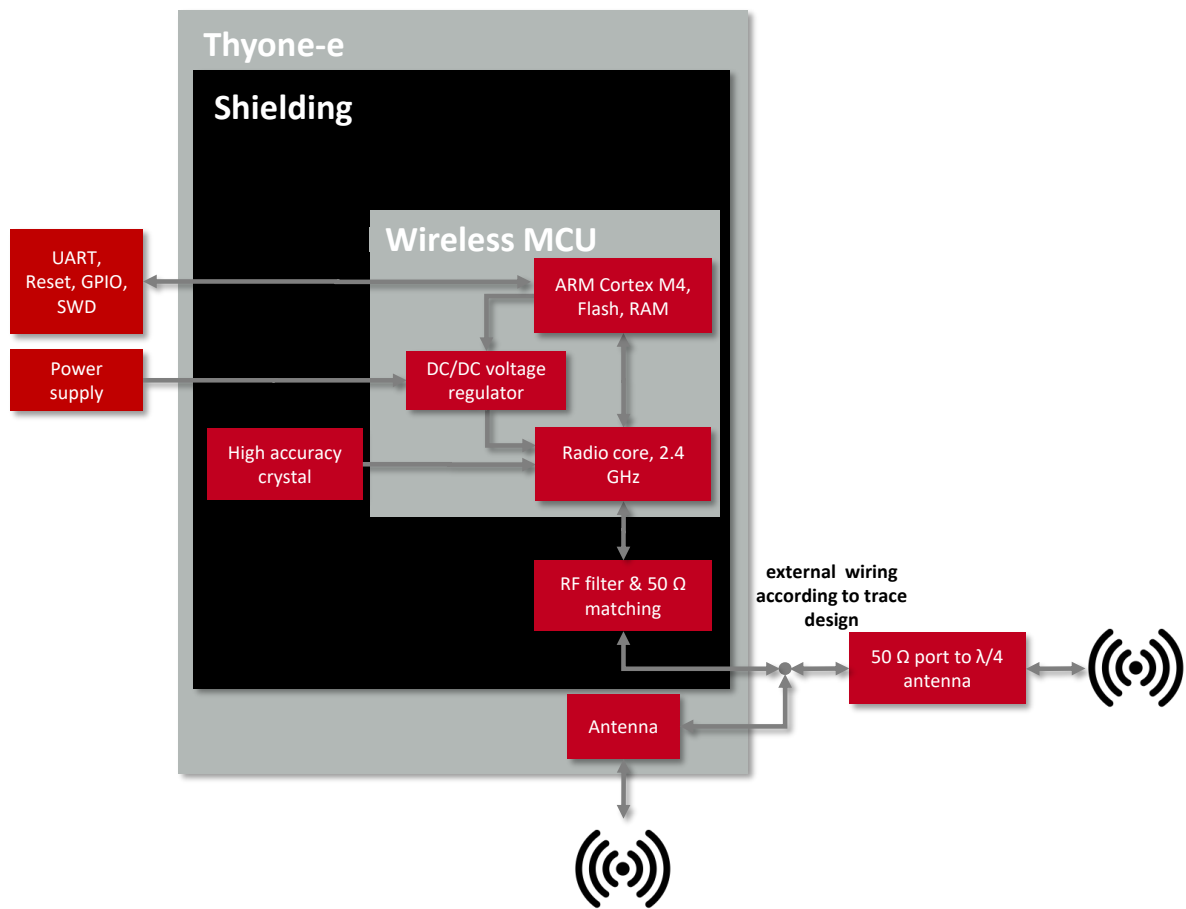 Thyone-e
Shielding
Wireless MCU
UART,
Reset, GPIO,
SWD
ARM Cortex M4,
Flash, RAM
Power
supply
DC/DC voltage
regulator
High accuracy
crystal
Radio core, 2.4
GHz
RF filter & 50 Ω
matching
external wiring
according to trace
design
50 Ω port to λ/4
antenna
Antenna